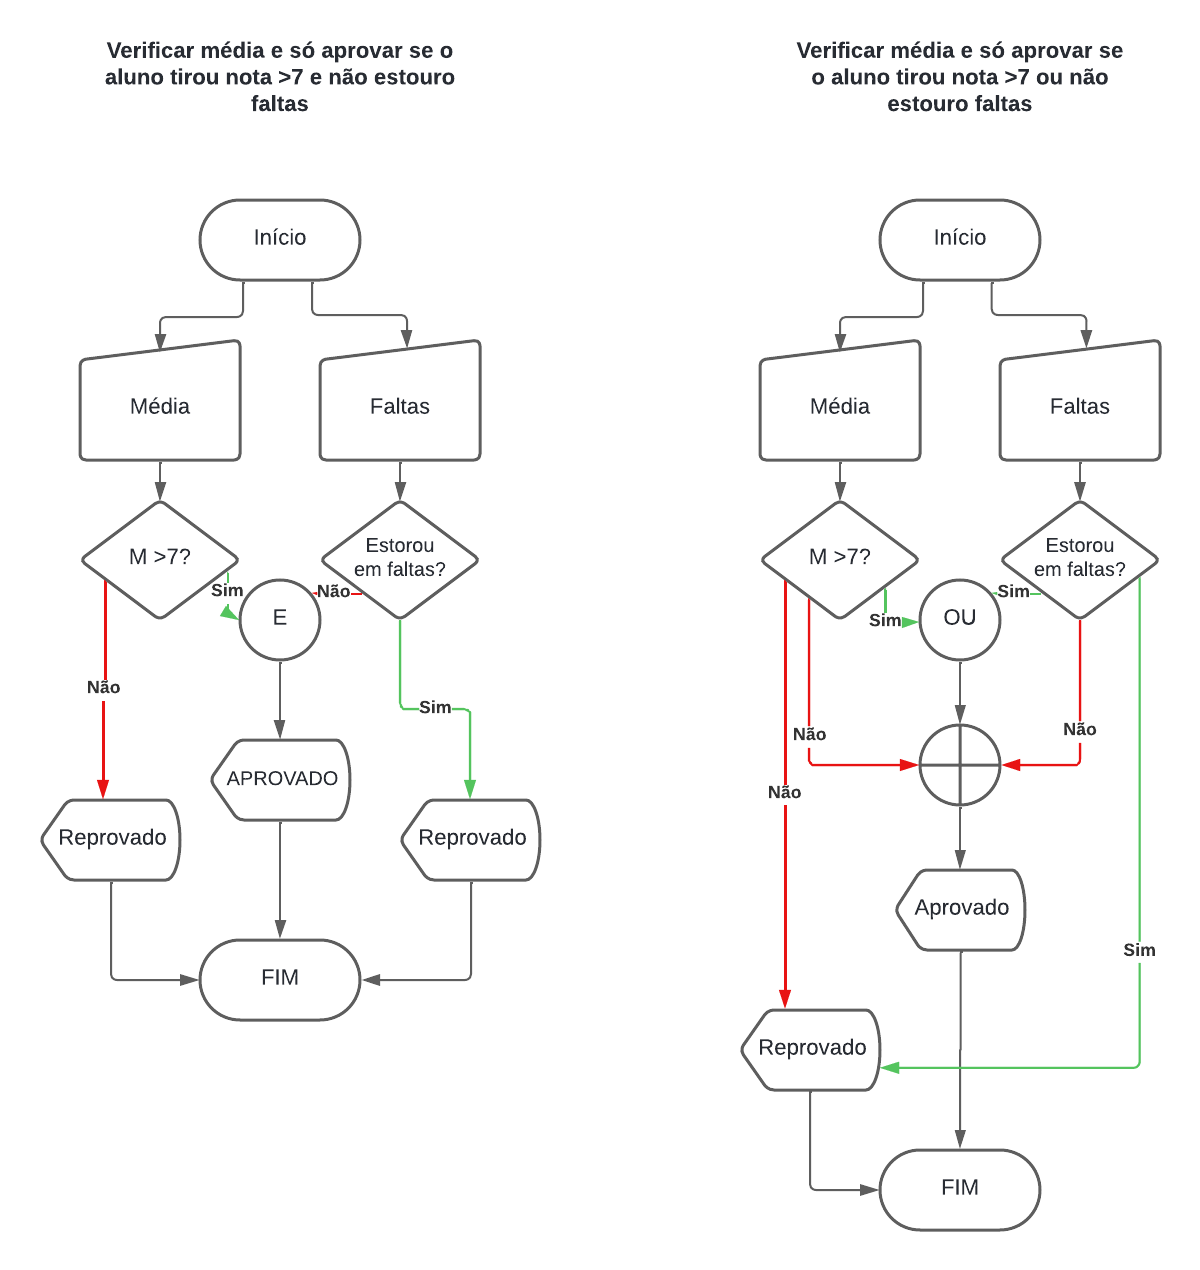 Verificar média e só aprovar se o
aluno tirou nota >7 e não estouro
faltas
Início
Média
Faltas
M >7?
Estorou
em faltas?
Sim
Não
E
Não
Sim
APROVADO
Reprovado
Reprovado
FIM
Verificar média e só aprovar se
o aluno tirou nota >7 ou não
estouro faltas
Início
Média
Faltas
M >7?
Estorou
em faltas?
Sim
Sim
OU
Não
Não
Não
Aprovado
Sim
Reprovado
FIM